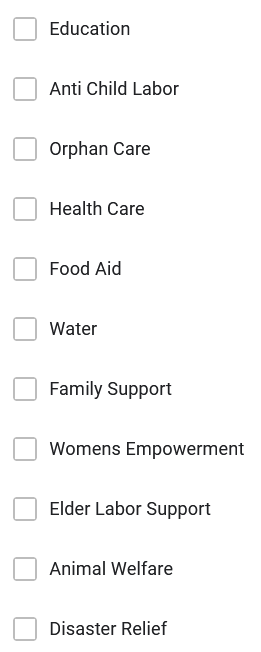 Education
Anti Child Labor
Orphan Care
Health Care
Food Aid
Water
Family Support
Womens Empowerment
Elder Labor Support
Animal Welfare
Disaster Relief